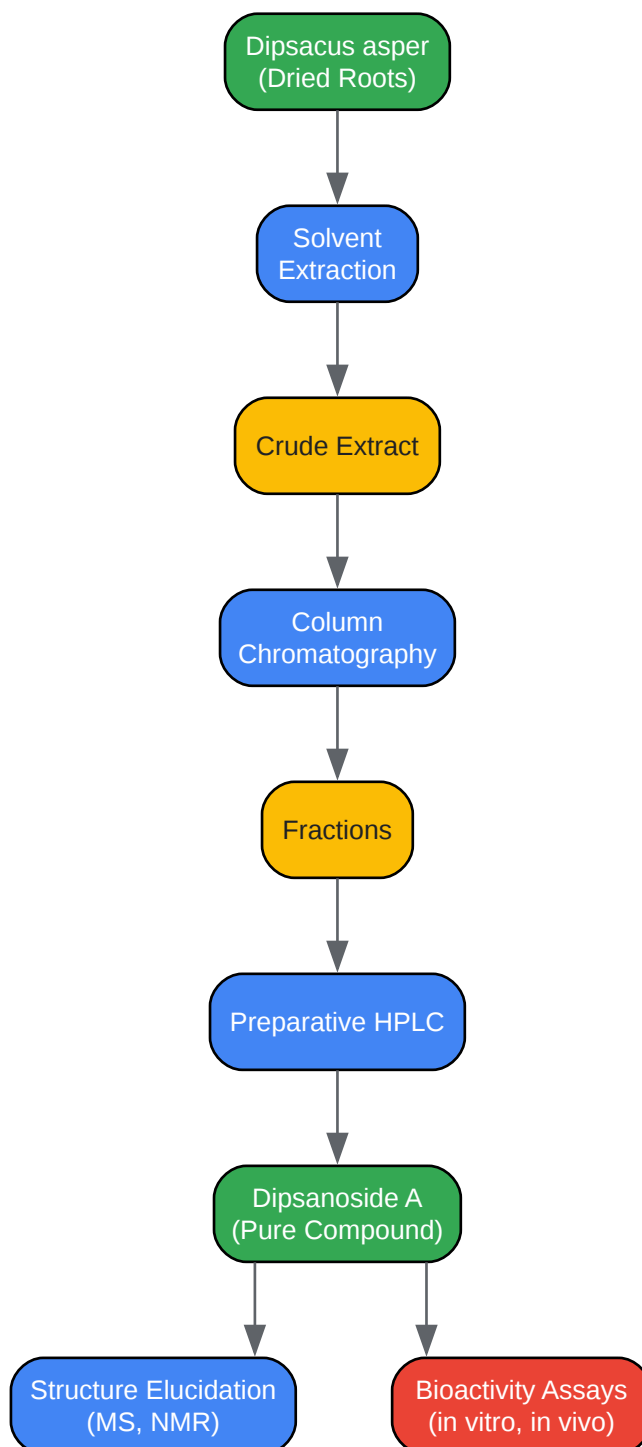 Dipsacus asper
(Dried Roots)
Solvent
Extraction
Crude Extract
Column
Chromatography
Fractions
Preparative HPLC
Dipsanoside A
(Pure Compound)
Structure Elucidation
(MS, NMR)
Bioactivity Assays
(in vitro, in vivo)